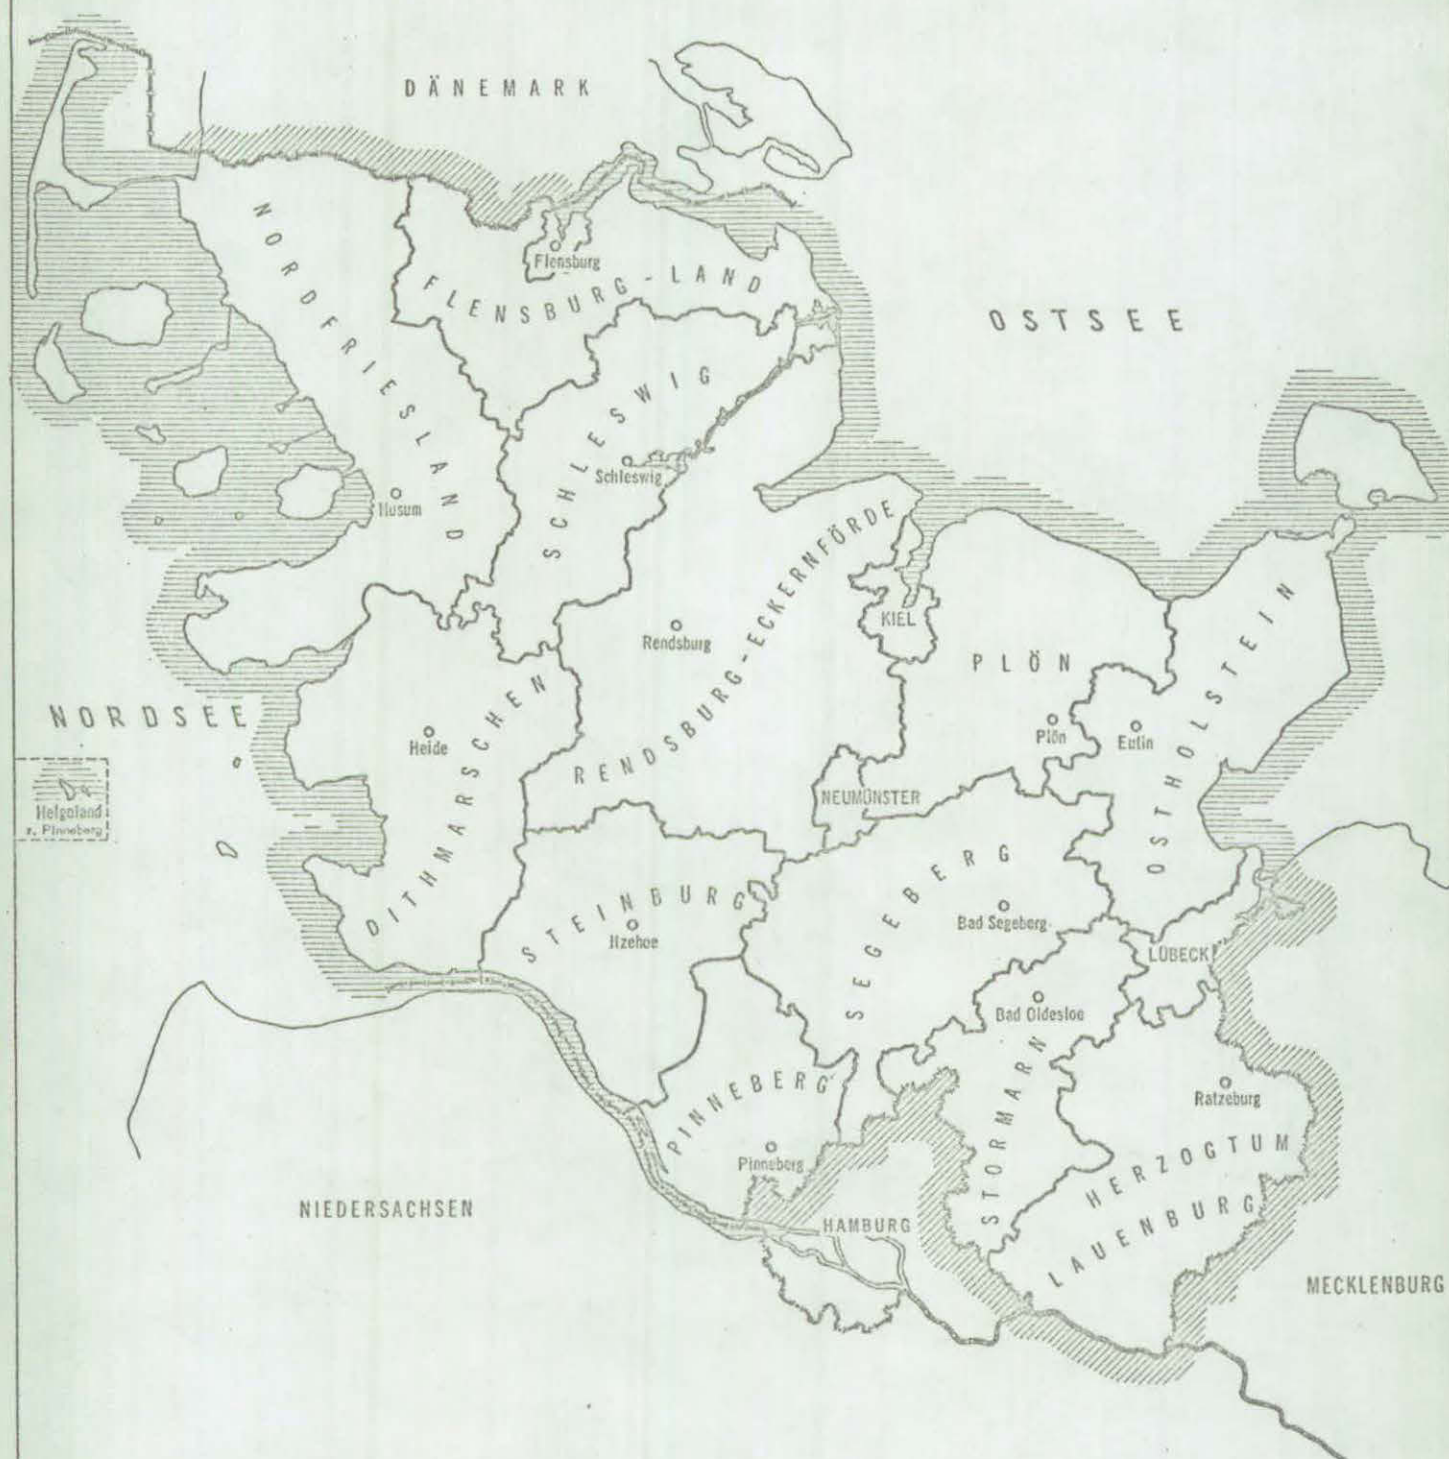 DÄNEMARK
NORDFRIESLAND
Flensburg
FLENSBURG-LAND
OSTSEE
SCHLESWIG
Schleswig
Husum
RENDSBURG-ECKERNFÖRDE
KIEL
Rendsburg
PLÖN
OSTHOLSTEIN
NORDSEE
Heide
Plön
Eutin
DITHMARSCHEN
Helgoland
z. Pinneberg
NEUMÜNSTER
STEINBURG
Itzehoe
SEGEBERG
Bad Segeberg
LÜBECK
Bad Oldesloe
STORMARN
PINNEBERG
Pinneberg
Ratzeburg
HERZOGTUM
LAUENBURG
NIEDERSACHSEN
HAMBURG
MECKLENBURG